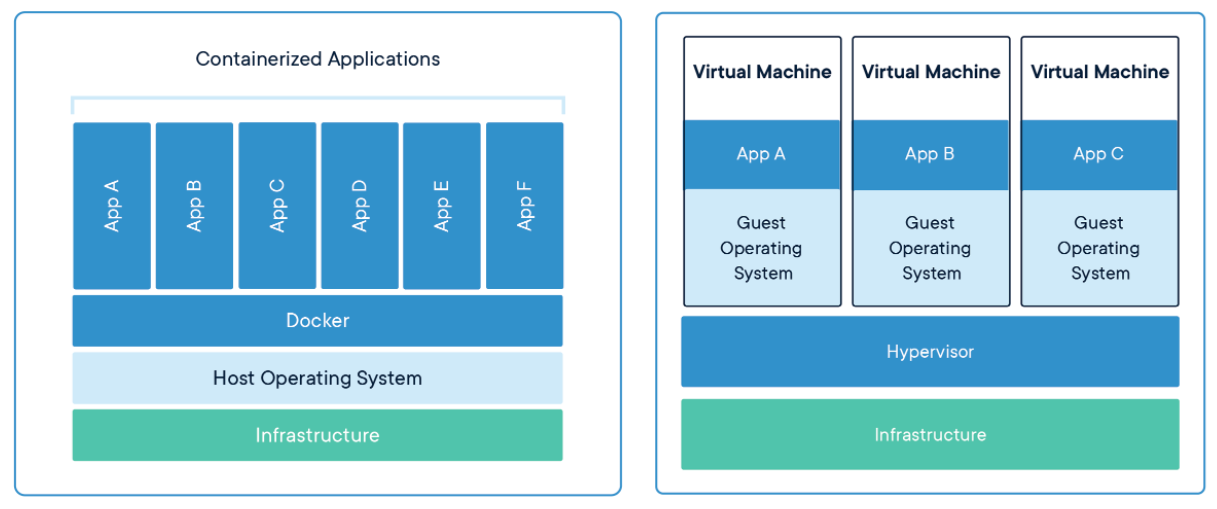 Containerized Applications
App A
App B
App C
App D
App E
App F
Docker
Host Operating System
Infrastructure
Virtual Machine
App A
Guest
Operating
System
Virtual Machine
App B
Guest
Operating
System
Virtual Machine
App C
Guest
Operating
System
Hypervisor
Infrastructure